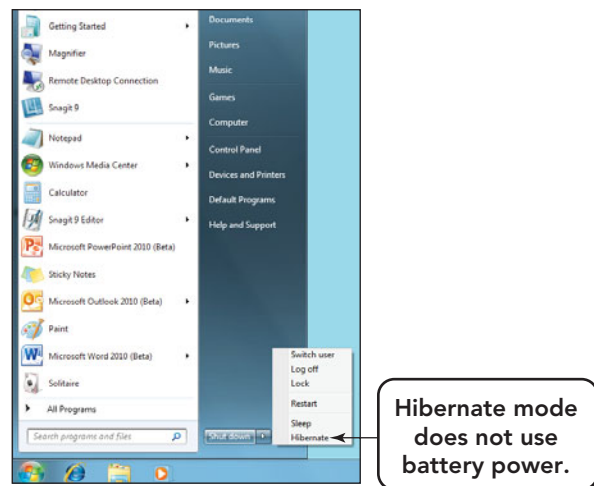 Getting Started
Magnifier
Remote Desktop Connection
Snagit 9
Notepad
Windows Media Center
Calculator
Snagit 9 Editor
Microsoft PowerPoint 2010 (Beta)
Sticky Notes
Microsoft Outlook 2010 (Beta)
Paint
Microsoft Word 2010 (Beta)
Solitaire
All Programs
Search programs and files
Documents
Pictures
Music
Games
Computer
Control Panel
Devices and Printers
Default Programs
Help and Support
Shut down
Switch user
Log off
Lock
Restart
Sleep
Hibernate
Hibernate mode
does not use
battery power.